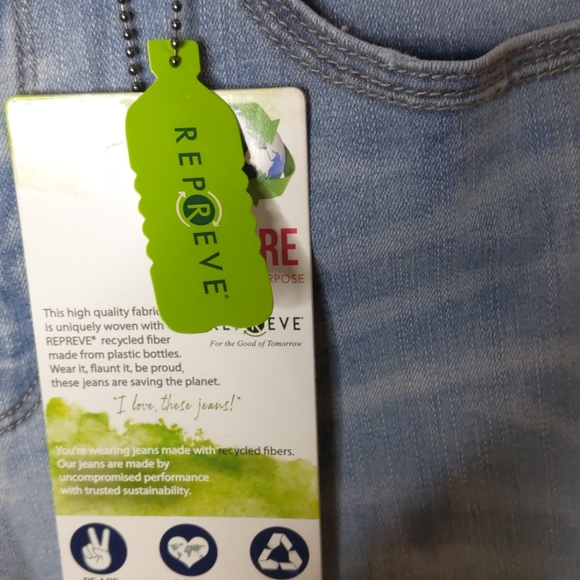 REPREVE®
RE
RPOSE
This high quality fabric
is uniquely woven with
REPREVE® recycled fiber
made from plastic bottles.
Wear it, flaunt it, be proud,
these jeans are saving the planet.
REPREVE®
For the Good of Tomorrow
"I love, these jeans!"
You're wearing jeans made with recycled fibers.
Our jeans are made by
uncompromised performance
with trusted sustainability.